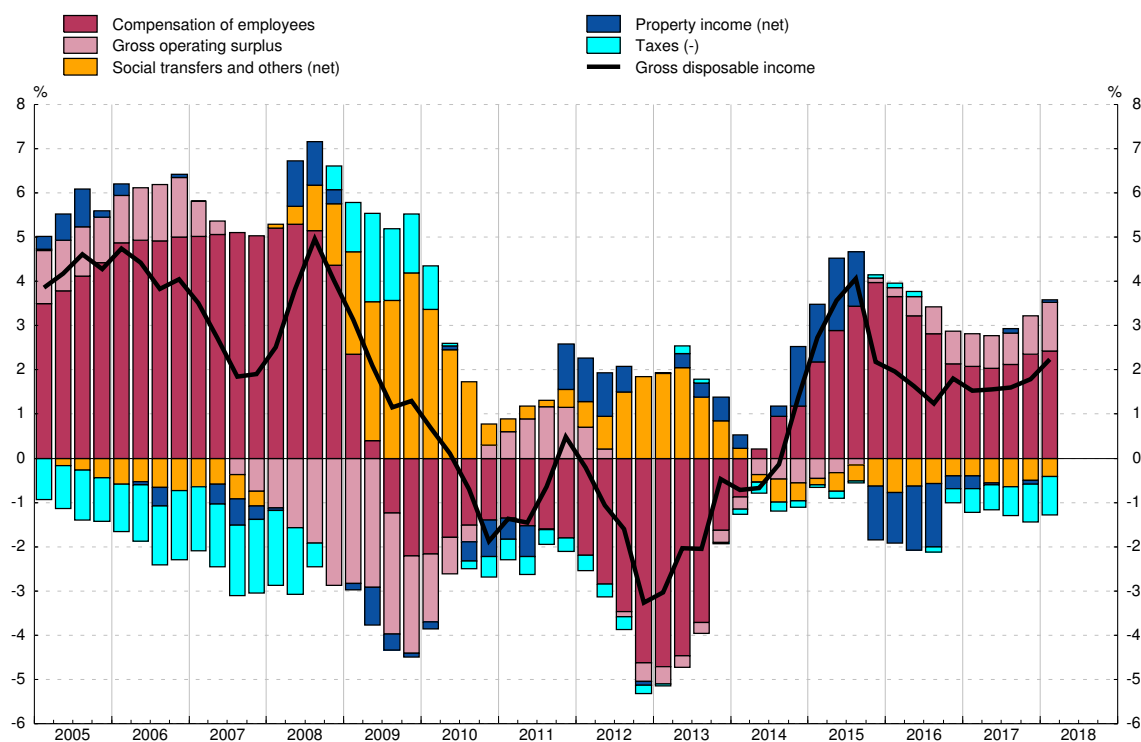 Compensation of employees
Gross operating surplus
Social transfers and others (net)
Property income (net)
Taxes (-)
Gross disposable income
% %
8 8
7 7
6 6
5 5
4 4
3 3
2 2
1 1
0 0
-1 -1
-2 -2
-3 -3
-4 -4
-5 -5
-6 -6
2005 2006 2007 2008 2009 2010 2011 2012 2013 2014 2015 2016 2017 2018